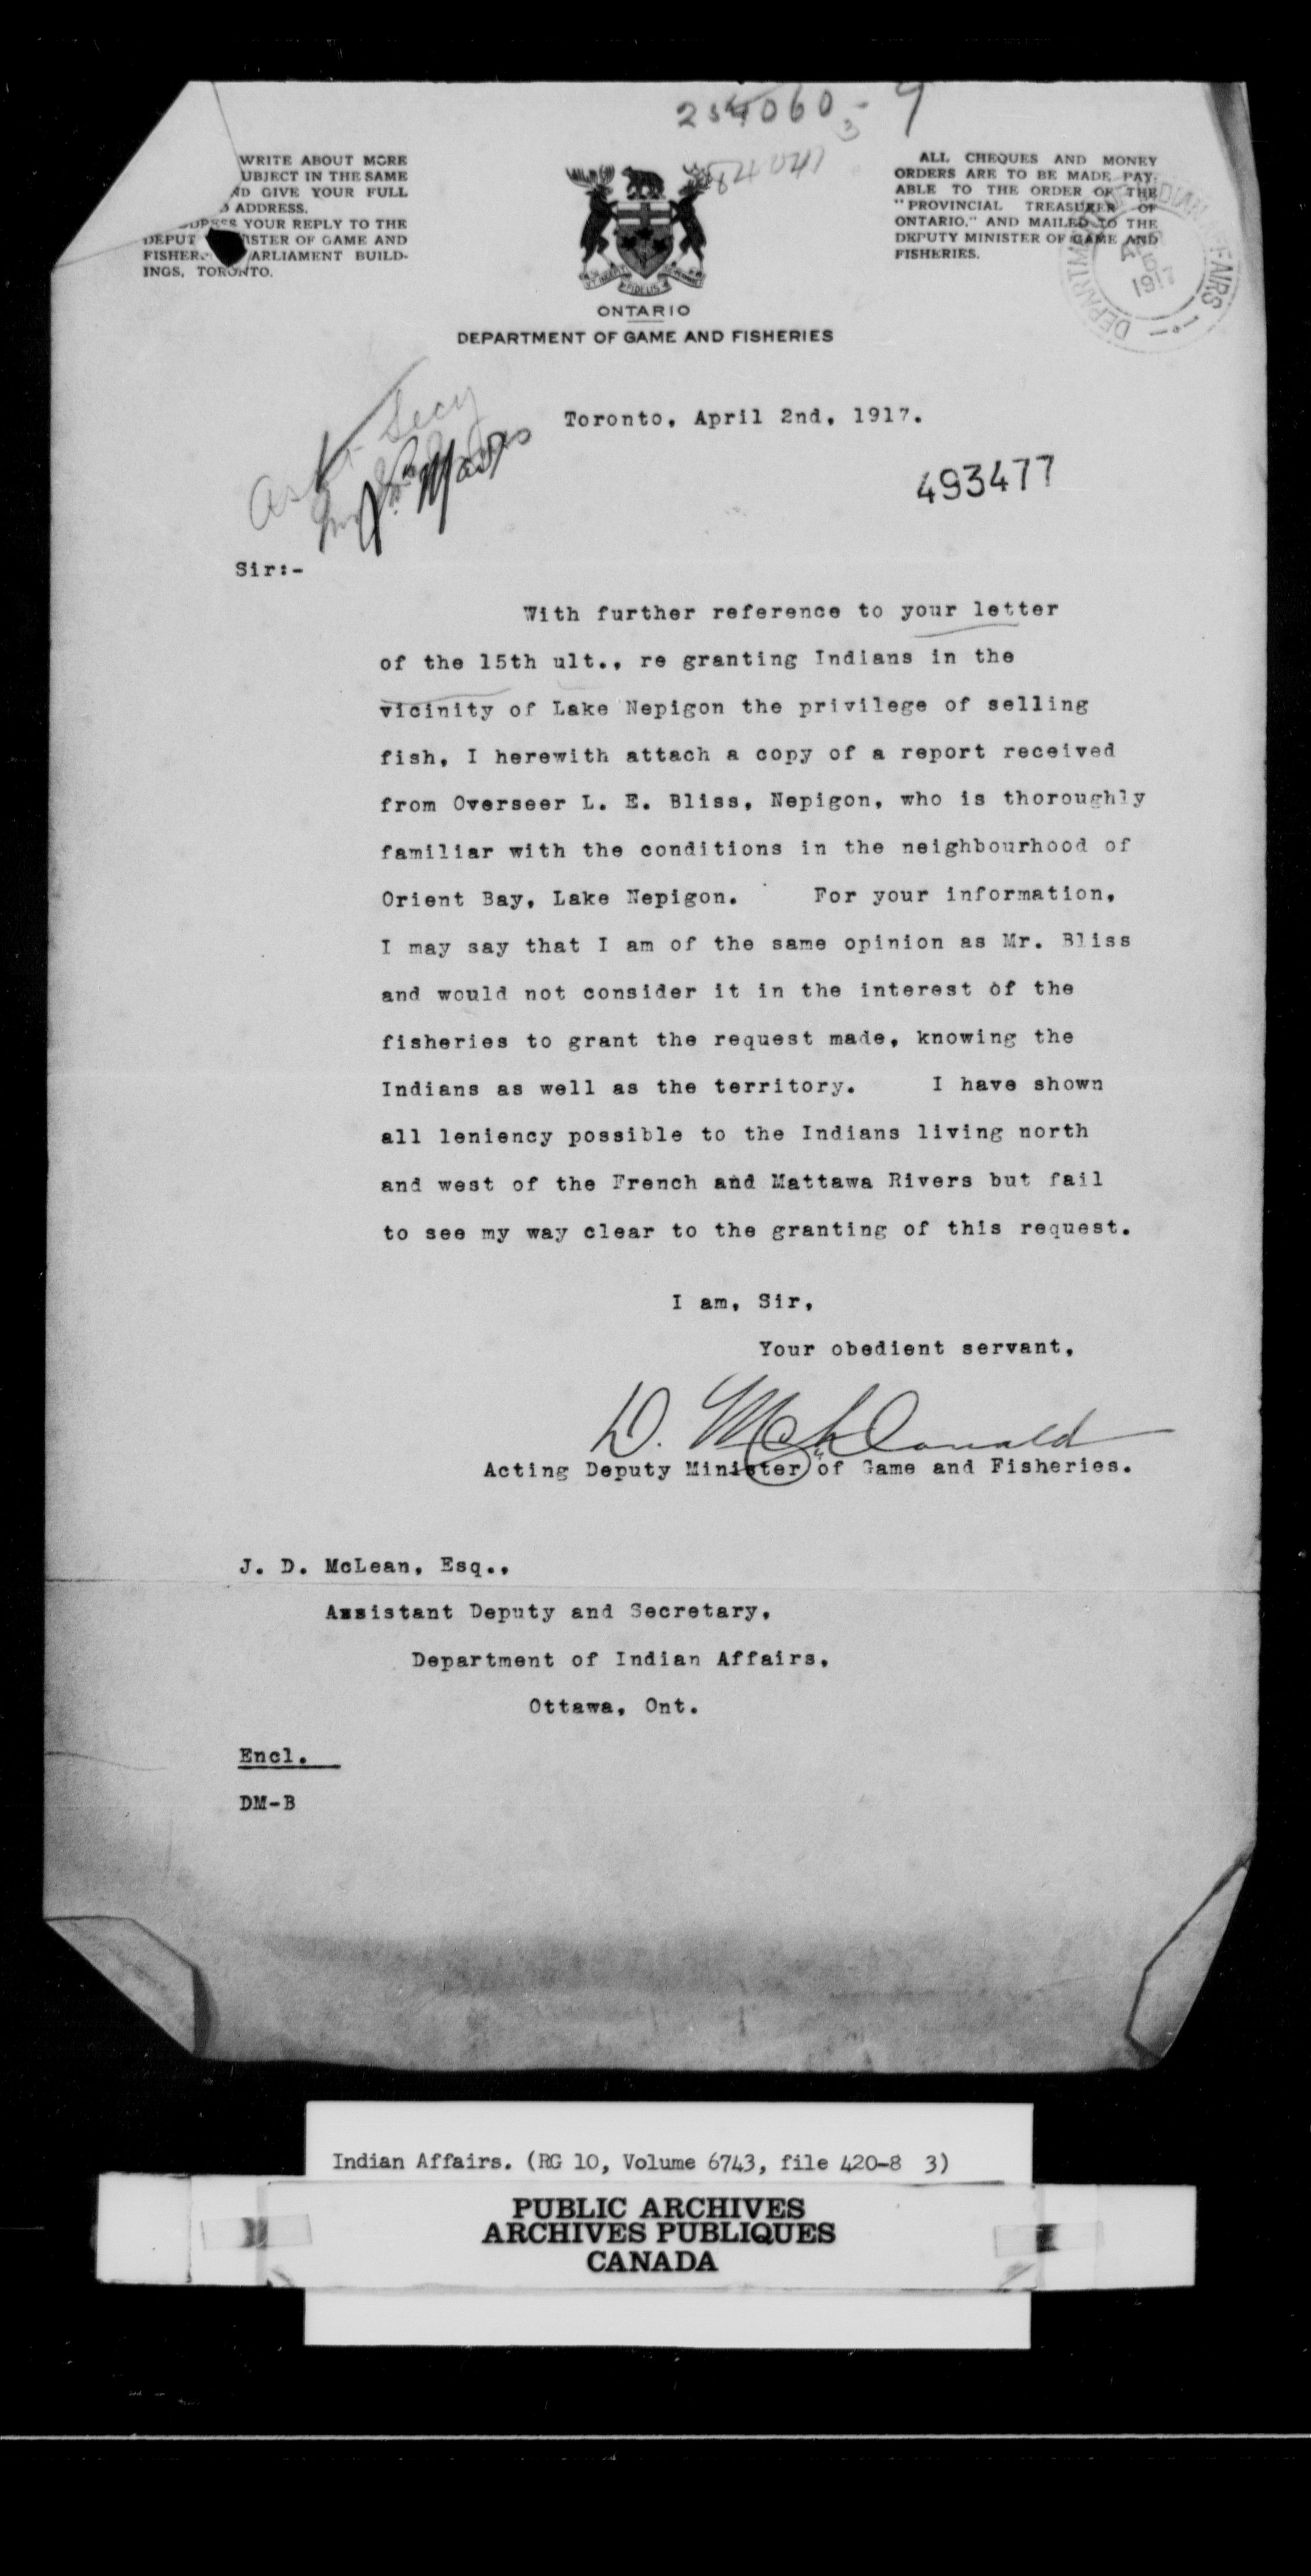 254060-9
3
84041
WRITE ABOUT MORE
UBJECT IN THE SAME
ND GIVE YOUR FULL
ADDRESS.
YOUR REPLY TO THE
DEPUT ISTER OF GAME AND
FISHER ARLIAMENT BUILD-
INGS, TORONTO.
ALL CHEQUES AND MONEY
ORDERS ARE TO BE MADE PAY-
ABLE TO THE ORDER OF THE
"PROVINCIAL TREASURER OF
ONTARIO," AND MAILED TO THE
DEPUTY MINISTER OF GAME AND
FISHERIES.
DEPARTM INDIAN AFFAIRS
1917
ONTARIO
DEPARTMENT OF GAME AND FISHERIES
Toronto, April 2nd, 1917.
Secy
493477
Sir:-
With further reference to your letter
of the 15th ult., re granting Indians in the
vicinity of Lake Nepigon the privilege of selling
fish, I herewith attach a copy of a report received
from Overseer L. E. Bliss, Nepigon, who is thoroughly
familiar with the conditions in the neighbourhood of
Orient Bay, Lake Nepigon. For your information,
I may say that I am of the same opinion as Mr. Bliss
and would not consider it in the interest of the
fisheries to grant the request made, knowing the
Indians as well as the territory. I have shown
all leniency possible to the Indians living north
and west of the French and Mattawa Rivers but fail
to see my way clear to the granting of this request.
I am, Sir,
Your obedient servant,
D. McDonald
Acting Deputy Minister of Game and Fisheries.
J. D. McLean, Esq.,
Assistant Deputy and Secretary,
Department of Indian Affairs,
Ottawa, Ont.
Encl.
DM-B
Indian Affairs. (RG 10, Volume 6743, file 420-8 3)
PUBLIC ARCHIVES
ARCHIVES PUBLIQUES
CANADA